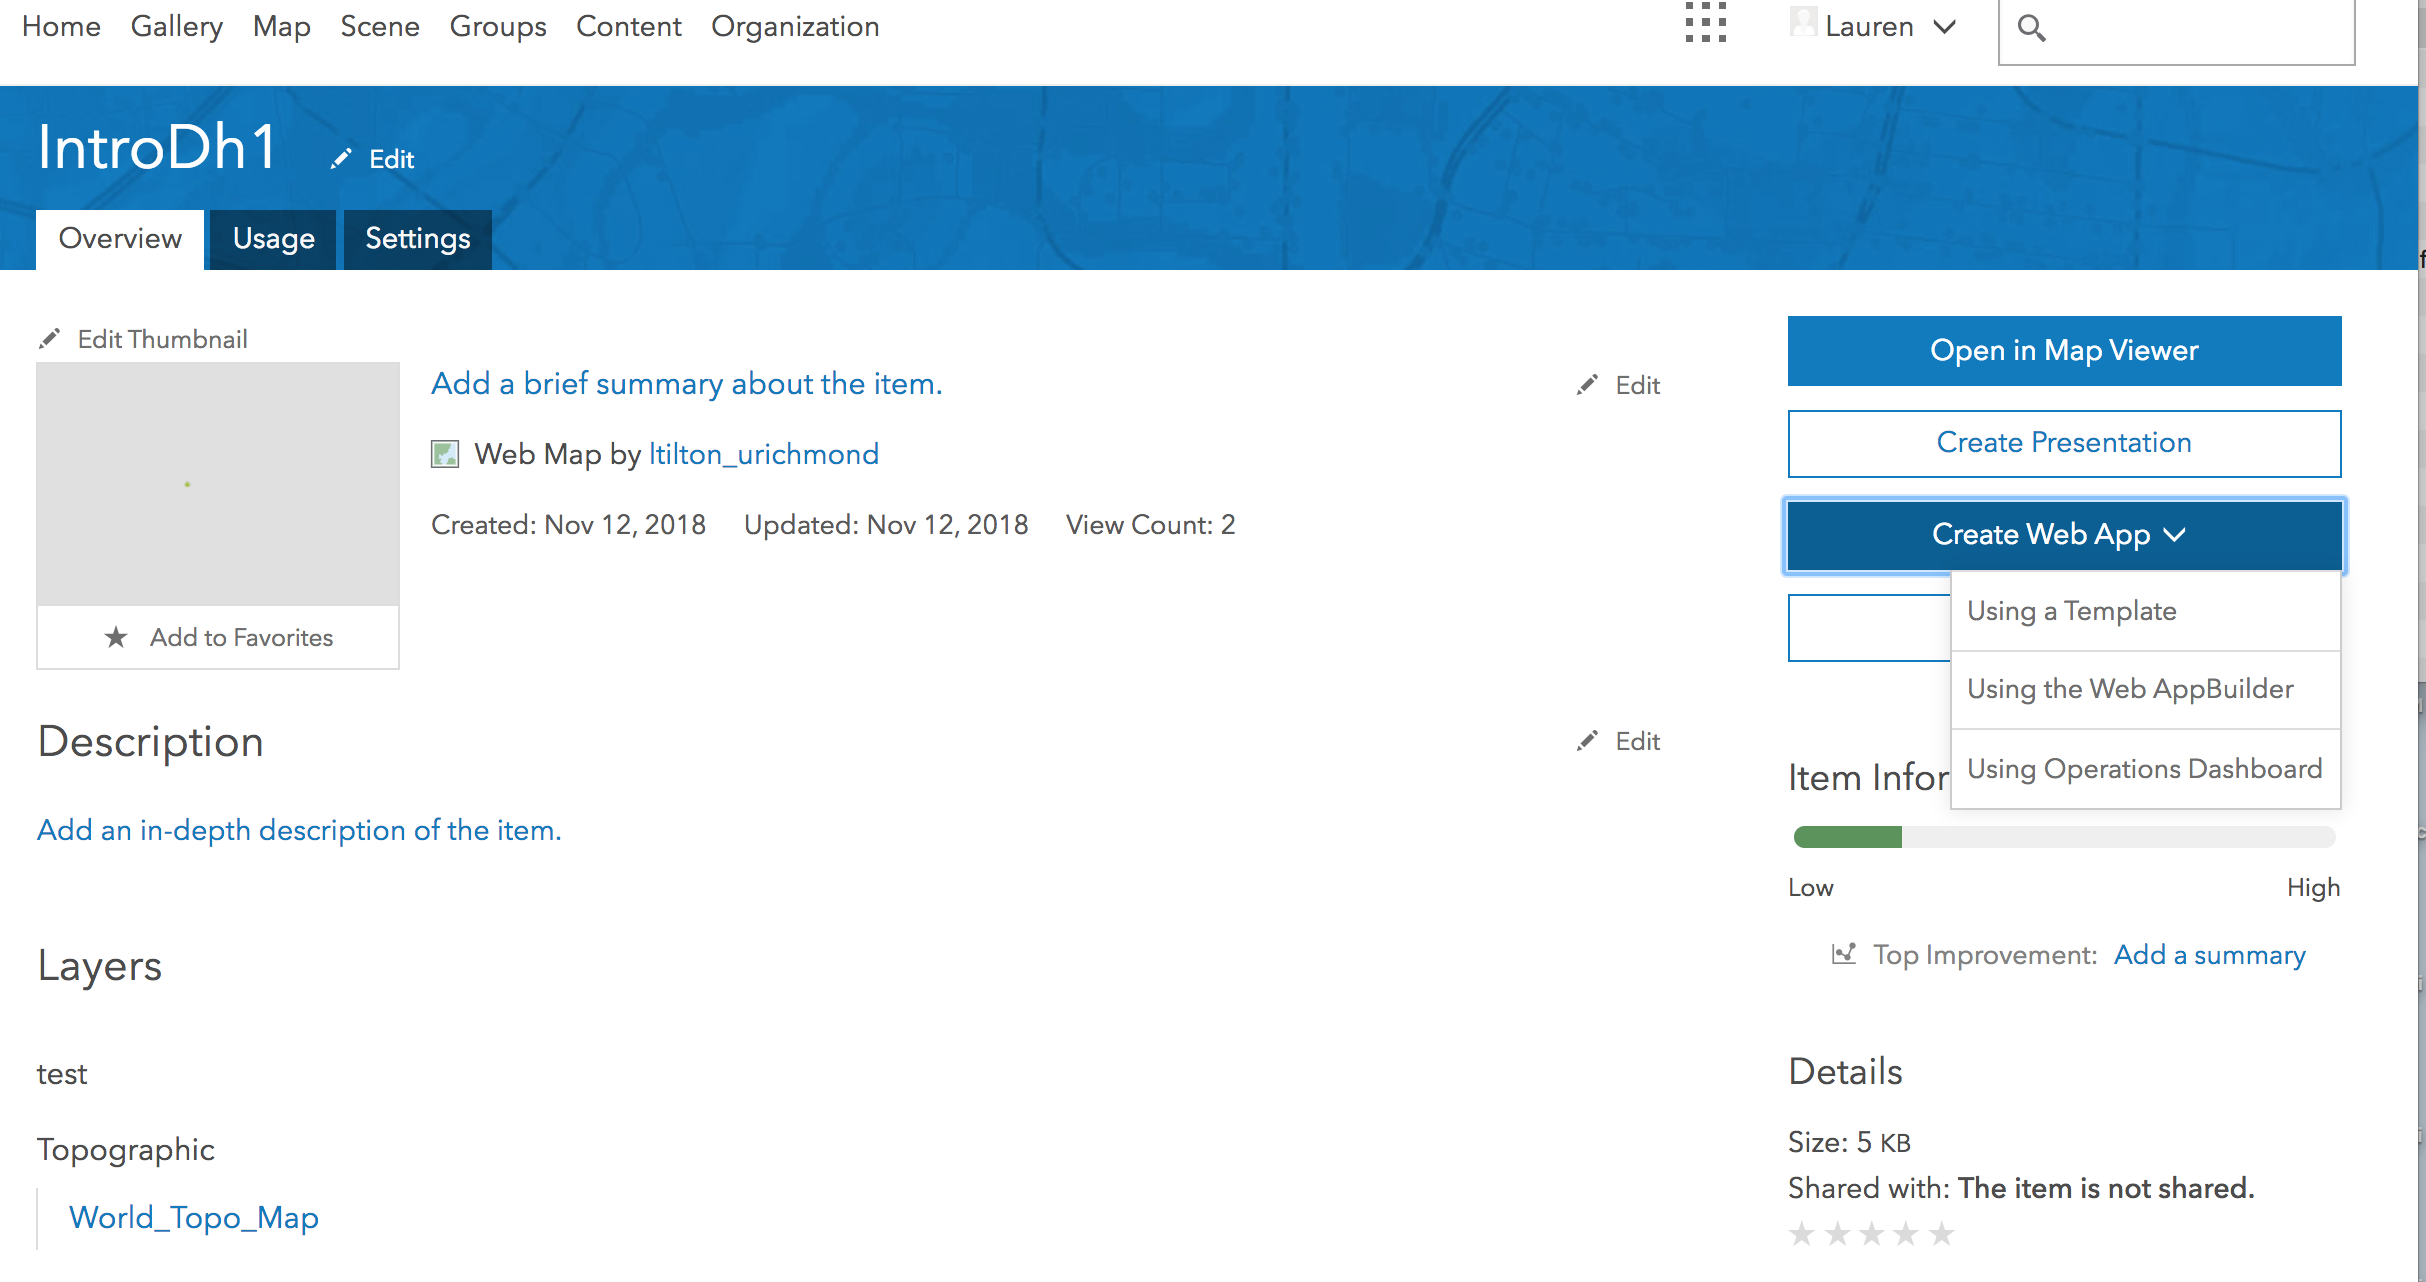 Home Gallery Map Scene Groups Content Organization Lauren
IntroDh1 Edit
Overview Usage Settings
Edit Thumbnail
Add a brief summary about the item. Edit
Web Map by ltilton_urichmond
Created: Nov 12, 2018 Updated: Nov 12, 2018 View Count: 2
Add to Favorites
Description Edit
Add an in-depth description of the item.
Layers
test
Topographic
World_Topo_Map
Open in Map Viewer
Create Presentation
Create Web App
Using a Template
Using the Web AppBuilder
Using Operations Dashboard
Item Infor
Low High
Top Improvement: Add a summary
Details
Size: 5 KB
Shared with: The item is not shared.